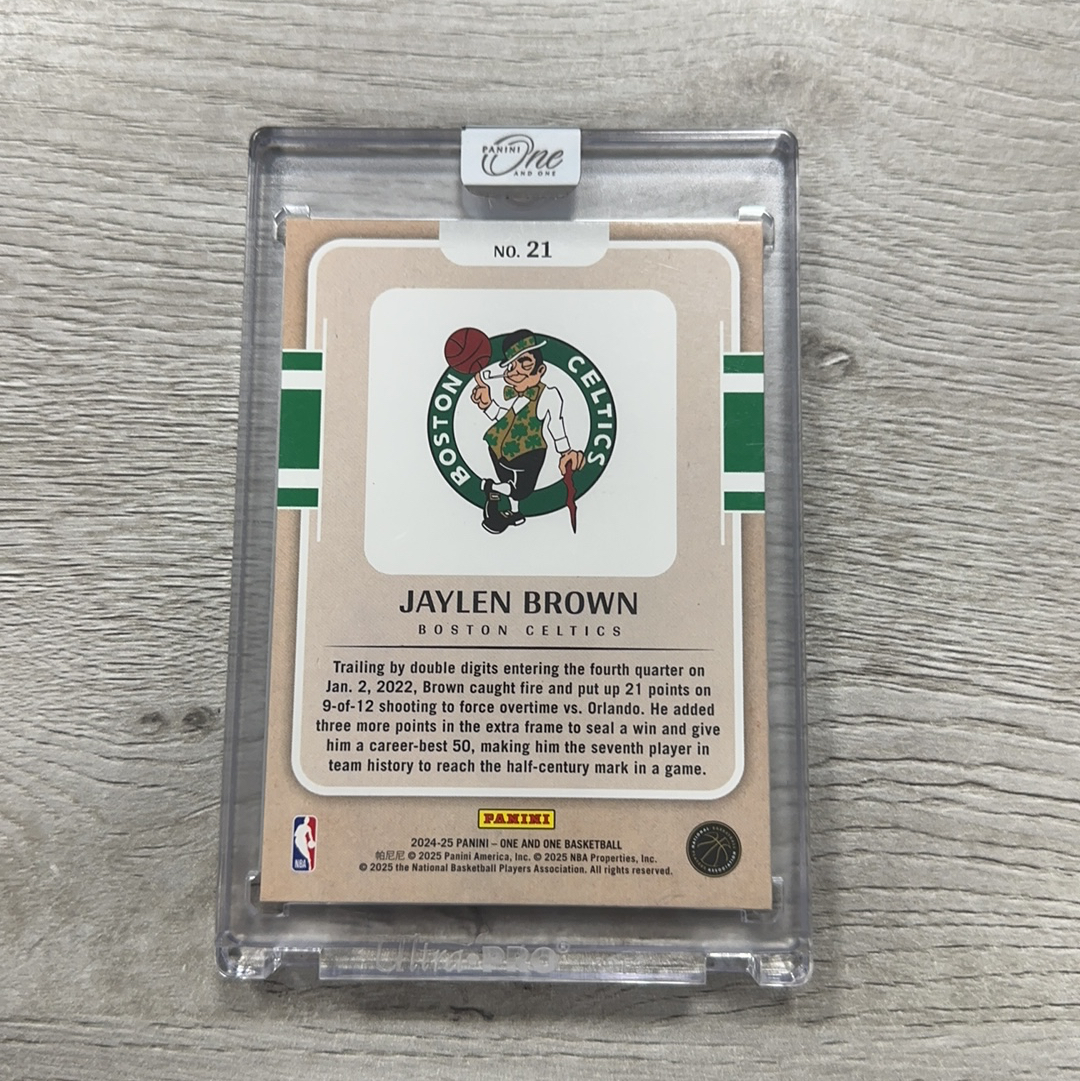 PANINI One
AND ONE
NO. 21
BOSTON CELTICS
JAYLEN BROWN
BOSTON CELTICS
Trailing by double digits entering the fourth quarter on
Jan. 2, 2022, Brown caught fire and put up 21 points on
9-of-12 shooting to force overtime vs. Orlando. He added
three more points in the extra frame to seal a win and give
him a career-best 50, making him the seventh player in
team history to reach the half-century mark in a game.
PANINI
NBA
2024-25 PANINI – ONE AND ONE BASKETBALL
帕尼尼 © 2025 Panini America, Inc. © 2025 NBA Properties, Inc.
© 2025 the National Basketball Players Association. All rights reserved.
Ultra•PRO®